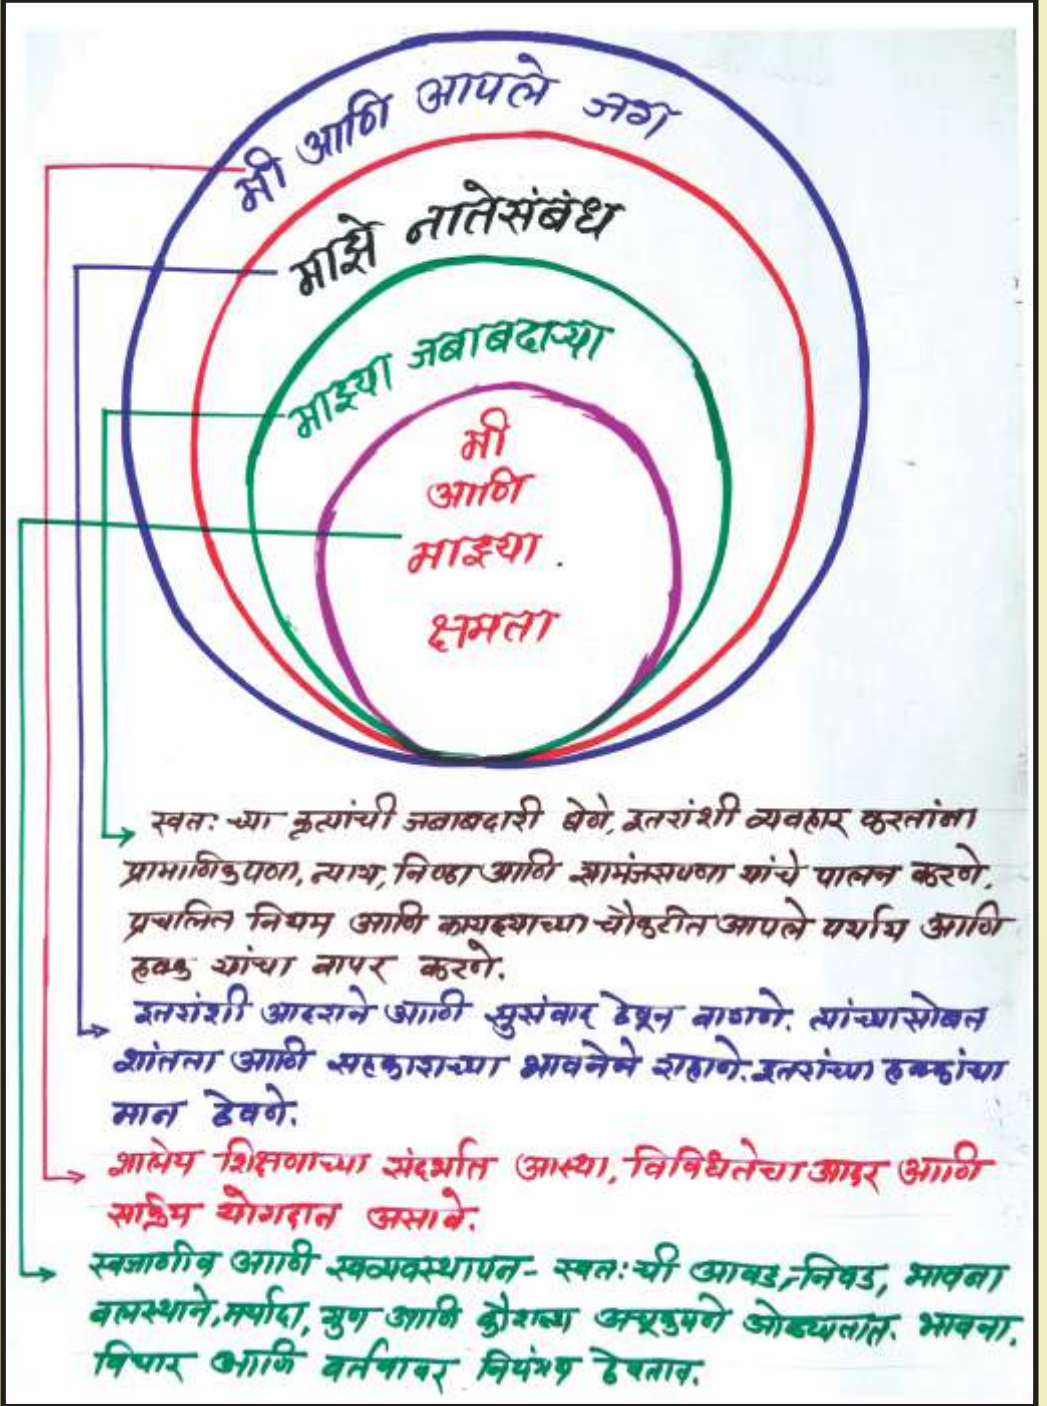 मी आणि आपले जग
माझे नातेसंबंध
माझ्या जबाबदाऱ्या
मी
आणि
माझ्या.
क्षमता
स्वतः च्या कृत्यांची जबाबदारी घेणे, इतरांशी व्यवहार करतांना
प्रामाणिकपणा, न्याय, निष्ठा आणि सामंजसपणा यांचे पालन करणे.
प्रचलित नियम आणि कायद्याच्या चौकटीत आपले पर्याय आणि
हक्क यांचा वापर करणे.
इतरांशी आदराने आणि सुसंवाद ठेवून वागणे. त्यांच्यासोबत
शांतता आणि सहकाराच्या भावनेने राहाणे. इतरांच्या हक्कांचा
मान ठेवणे.
शालेय शिक्षणाच्या संदर्भात आस्था, विविधतेचा आदर आणि
सक्रिय योगदान असावे.
स्वजाणीव आणि स्वव्यवस्थापन - स्वतः ची आवड, निवड, भावना
बलस्थाने, मर्यादा, गुण आणि कौशल्य अचूकपणे ओळखतात. भावना,
विचार आणि वर्तनावर नियंत्रण ठेवतात.